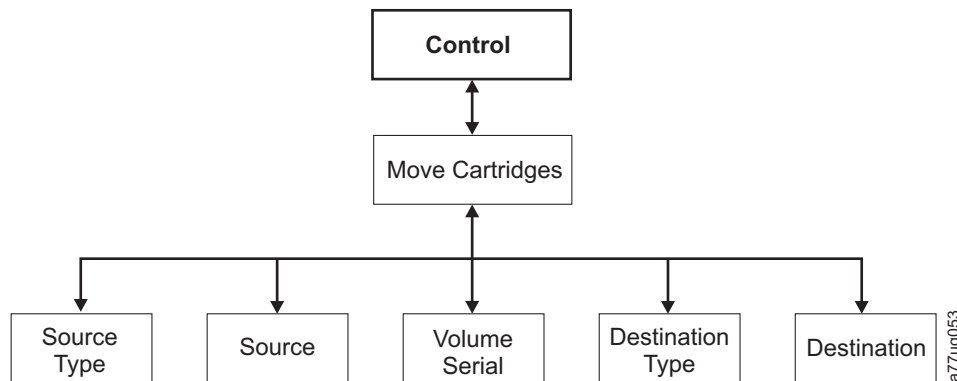 Control
Move Cartridges
Source
Type
Source
Volume
Serial
Destination
Type
Destination
a77ug053